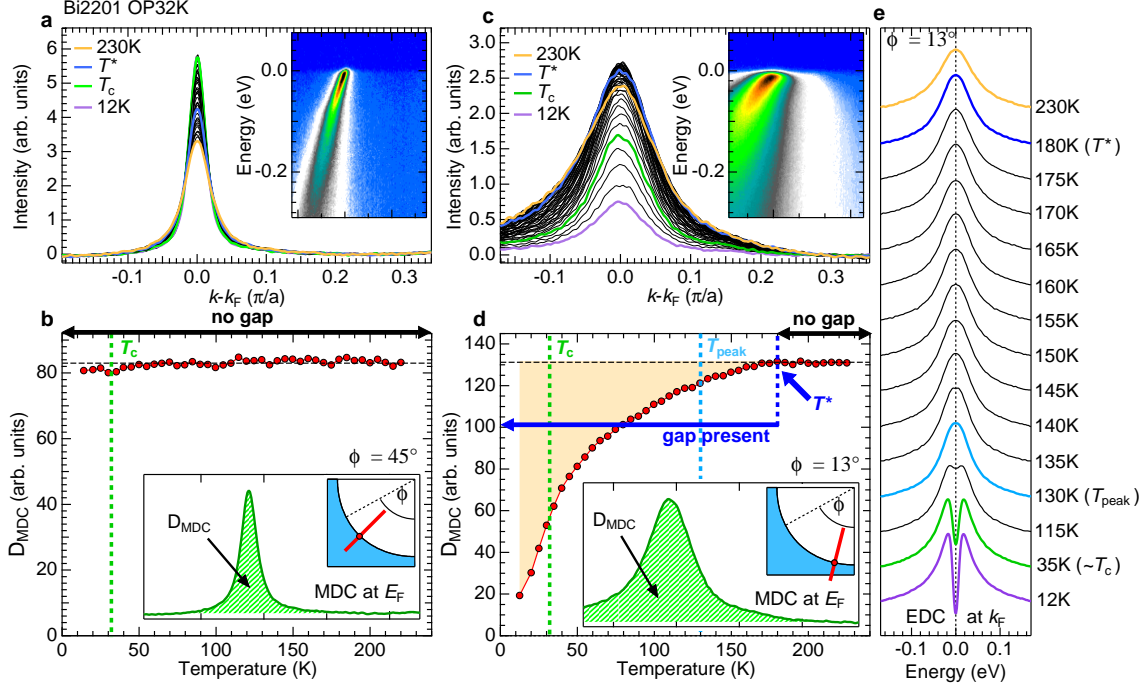 Bi2201 OP32K
a
230K
T*
Tc
12K
Intensity (arb. units)
6
5
4
3
2
1
0
-0.1
0.0
0.1
0.2
0.3
k-kF (π/a)
Energy (eV)
0.0
-0.2
b
no gap
Tc
DMDC (arb. units)
80
60
40
20
0
0
50
100
150
200
Temperature (K)
ϕ = 45°
DMDC
ϕ
MDC at EF
c
230K
T*
Tc
12K
Intensity (arb. units)
3.0
2.5
2.0
1.5
1.0
0.5
0.0
-0.1
0.0
0.1
0.2
0.3
k-kF (π/a)
Energy (eV)
0.0
-0.2
d
no gap
Tc
Tpeak
T*
gap present
DMDC (arb. units)
140
120
100
80
60
40
20
0
0
50
100
150
200
Temperature (K)
ϕ = 13°
DMDC
ϕ
MDC at EF
e
ϕ = 13°
230K
180K (T*)
175K
170K
165K
160K
155K
150K
145K
140K
135K
130K (Tpeak)
115K
35K (~Tc)
12K
EDC at kF
-0.1
0.0
0.1
Energy (eV)